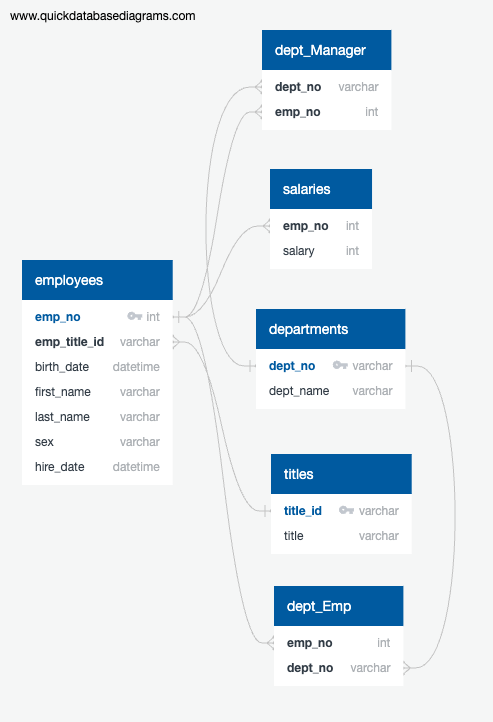 www.quickdatabasediagrams.com
dept_Manager
dept_no varchar
emp_no int
salaries
emp_no int
salary int
employees
emp_no int
emp_title_id varchar
birth_date datetime
first_name varchar
last_name varchar
sex varchar
hire_date datetime
departments
dept_no varchar
dept_name varchar
titles
title_id varchar
title varchar
dept_Emp
emp_no int
dept_no varchar